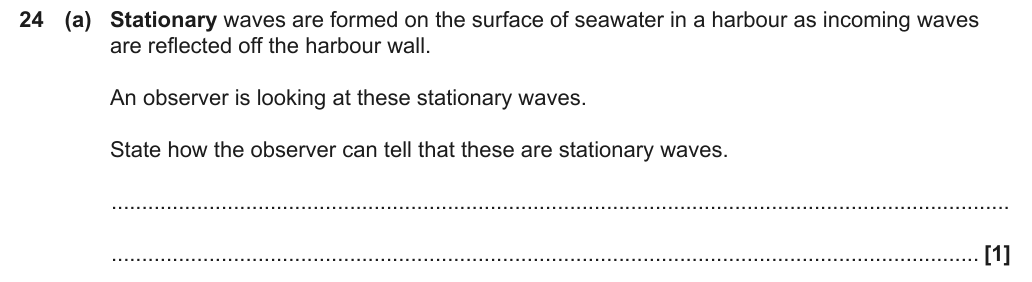 24 (a) Stationary waves are formed on the surface of seawater in a harbour as incoming waves
are reflected off the harbour wall.
An observer is looking at these stationary waves.
State how the observer can tell that these are stationary waves.
..........................................................................................................................................................
.................................................................................................................................................... [1]